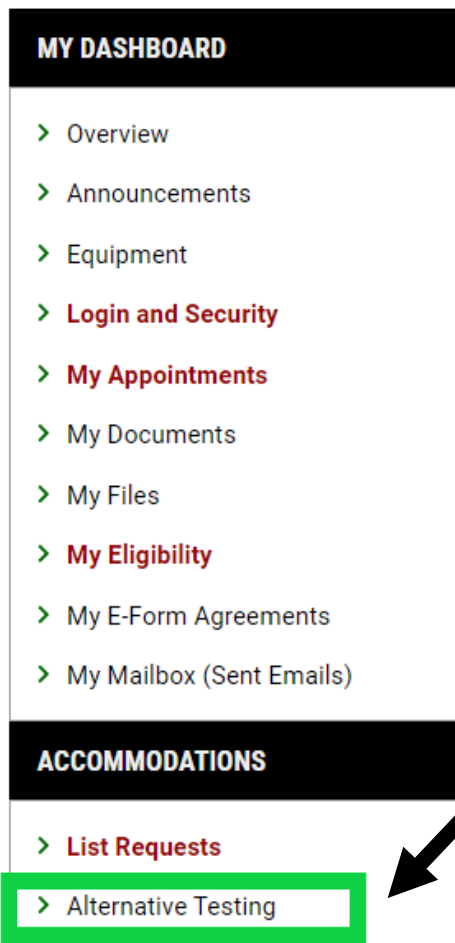 MY DASHBOARD
Overview
Announcements
Equipment
Login and Security
My Appointments
My Documents
My Files
My Eligibility
My E-Form Agreements
My Mailbox (Sent Emails)
ACCOMMODATIONS
List Requests
Alternative Testing